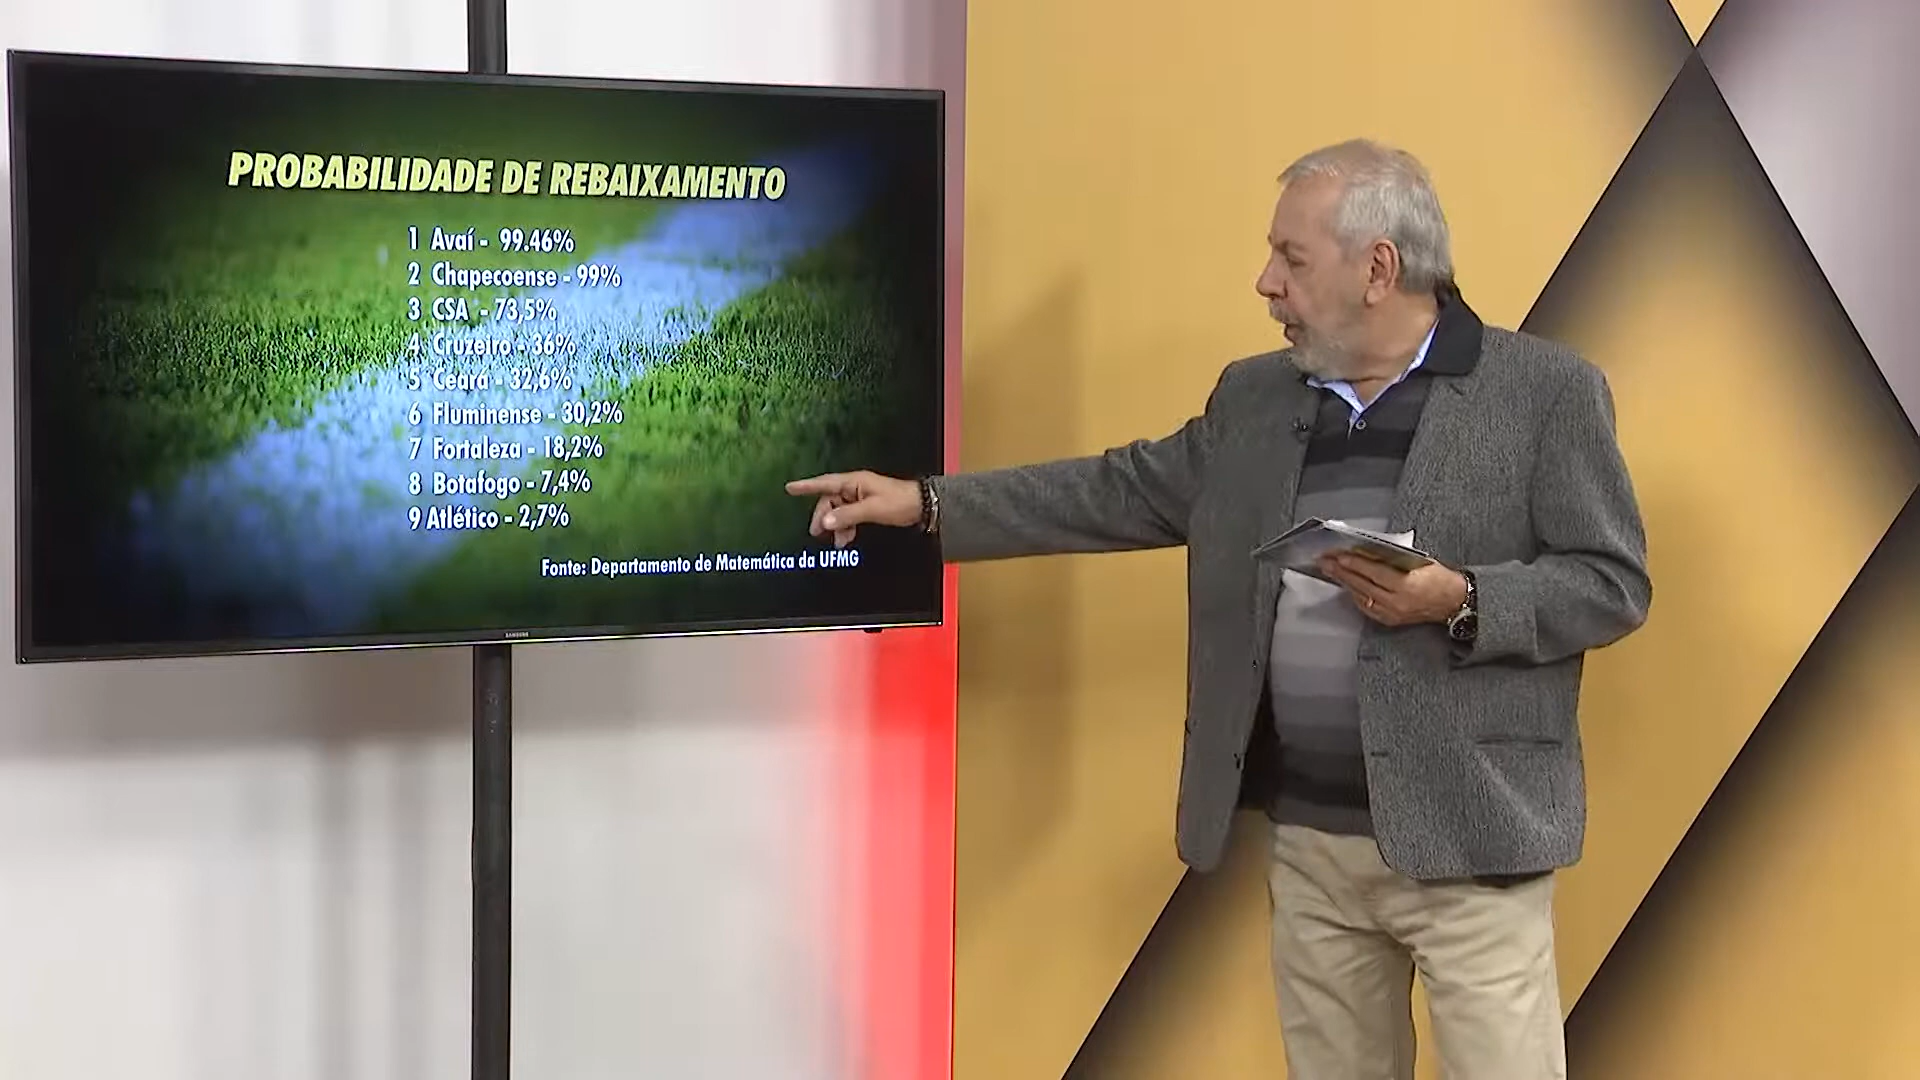 PROBABILIDADE DE REBAIXAMENTO
1 Avaí - 99.46%
2 Chapecoense - 99%
3 CSA - 73,5%
4 Cruzeiro - 36%
5 Ceará - 32,6%
6 Fluminense - 30,2%
7 Fortaleza - 18,2%
8 Botafogo - 7,4%
9 Atlético - 2,7%
Fonte: Departamento de Matemática da UFMG
SAMSUNG